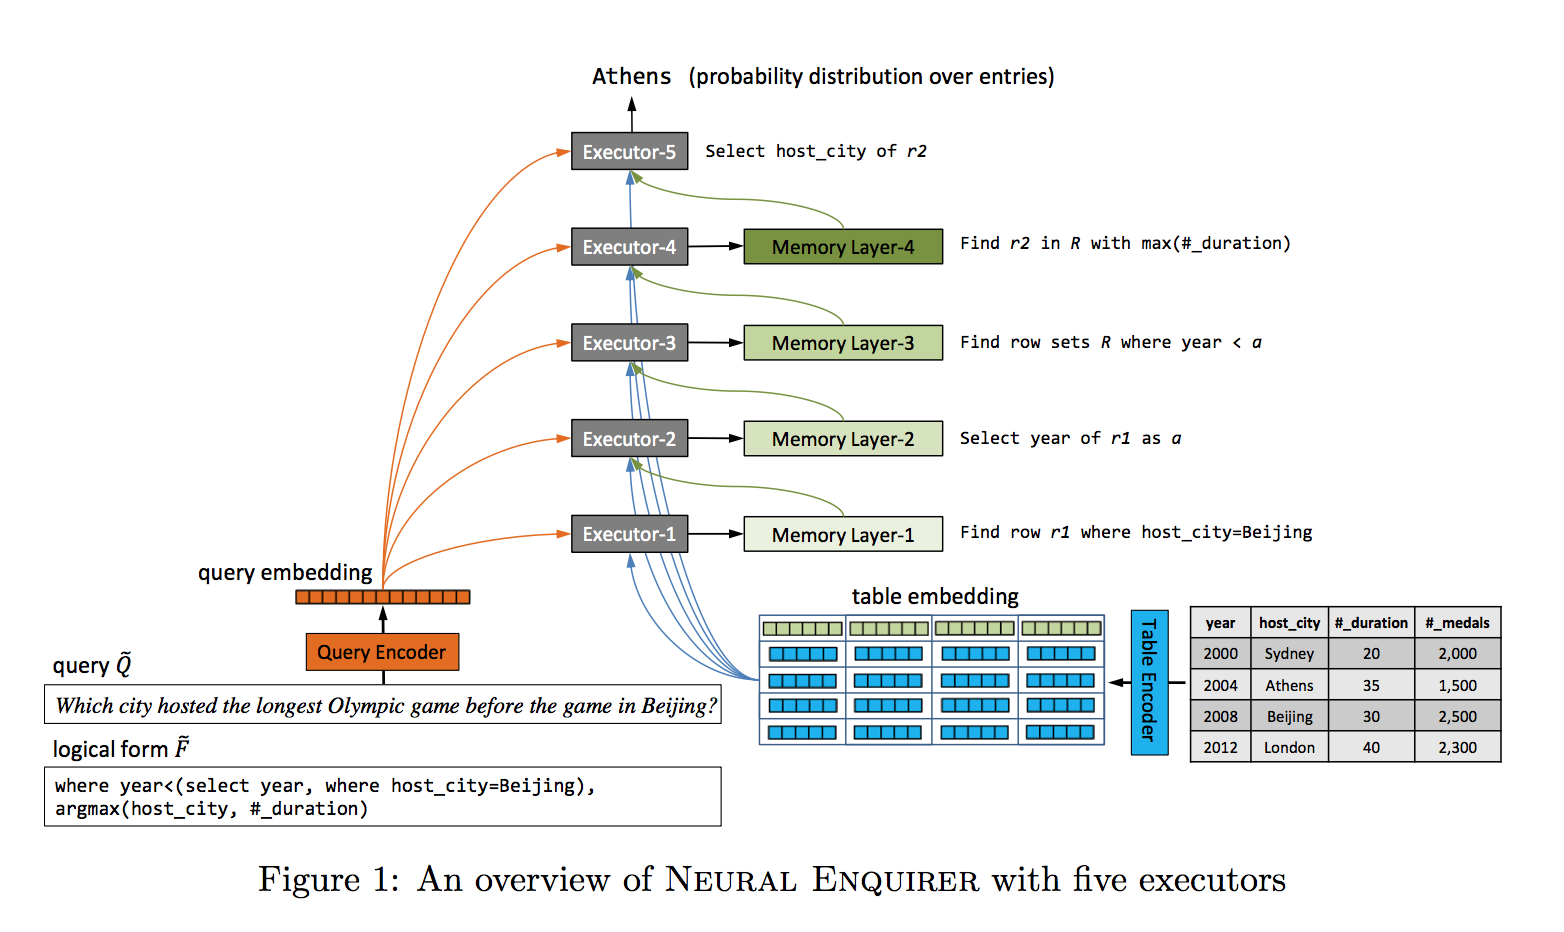 Athens (probability distribution over entries)
Executor-5 Select host_city of r2
Executor-4 Memory Layer-4 Find r2 in R with max(#_duration)
Executor-3 Memory Layer-3 Find row sets R where year < a
Executor-2 Memory Layer-2 Select year of r1 as a
Executor-1 Memory Layer-1 Find row r1 where host_city=Beijing
query embedding
Query Encoder
query Q̃
Which city hosted the longest Olympic game before the game in Beijing?
logical form F̃
where year<(select year, where host_city=Beijing),
argmax(host_city, #_duration)
table embedding
Table Encoder
year host_city #_duration #_medals
2000 Sydney 20 2,000
2004 Athens 35 1,500
2008 Beijing 30 2,500
2012 London 40 2,300
Figure 1: An overview of NEURAL ENQUIRER with five executors